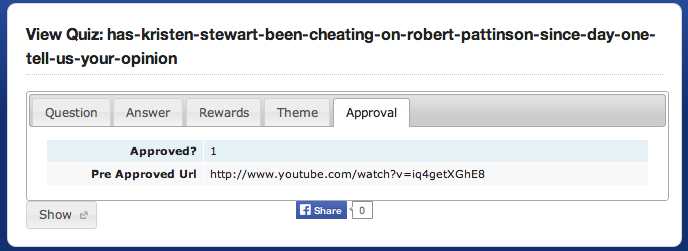 View Quiz: has-kristen-stewart-been-cheating-on-robert-pattinson-since-day-one-
tell-us-your-opinion
Question Answer Rewards Theme Approval
Approved? 1
Pre Approved Url http://www.youtube.com/watch?v=iq4getXGhE8
Show
Share 0